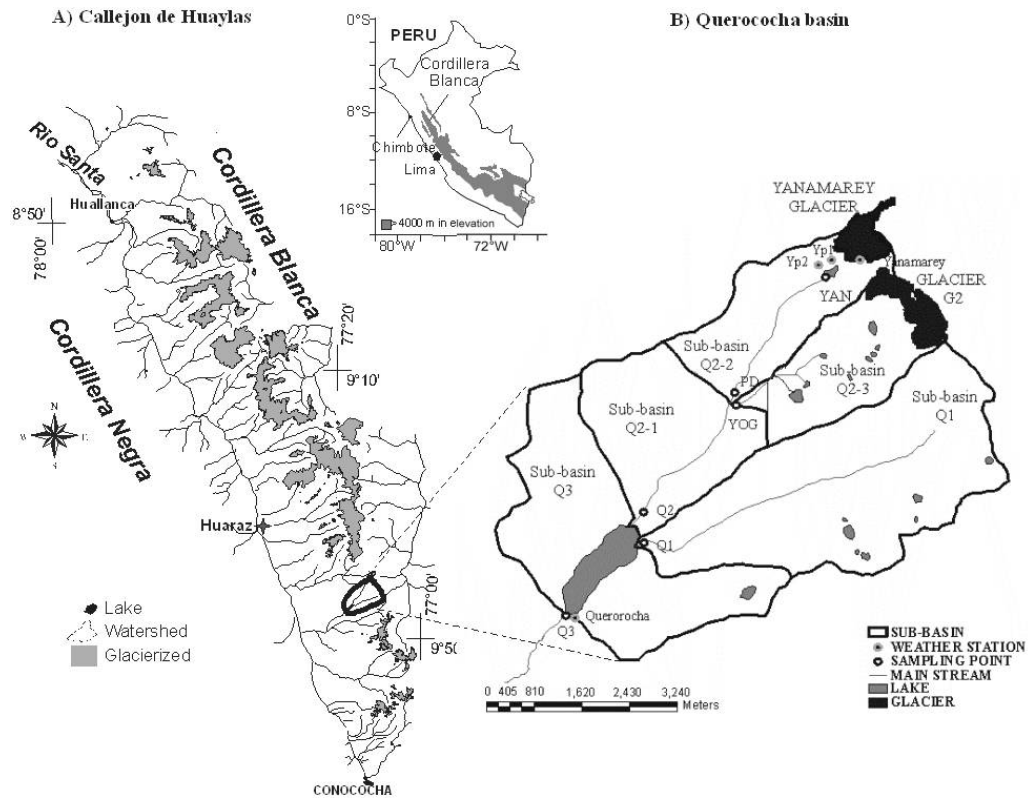 A) Callejon de Huaylas
0°S
PERU
Cordillera
Blanca
8°S
Chimbote
Lima
16°S
>4000 m in elevation
80°W
72°W
B) Querococha basin
Rio Santa
Huallanca
8°50'
78°00'
Cordillera Blanca
77°20'
9°10'
Cordillera Negra
N
W
E
S
Huaraz
77°00'
9°50'
Lake
Watershed
Glacierized
CONOCOCHA
YANAMAREY
GLACIER
Yp1
Yp2
Yanamarey
GLACIER
G2
YAN
Sub-basin
Q2-2
Sub-basin
Q2-3
PD
YOG
Sub-basin
Q1
Sub-basin
Q2-1
Sub-basin
Q3
Q2
Q1
Q3
Querorocha
0 405 810 1,620 2,430 3,240
Meters
SUB-BASIN
WEATHER STATION
SAMPLING POINT
MAIN STREAM
LAKE
GLACIER